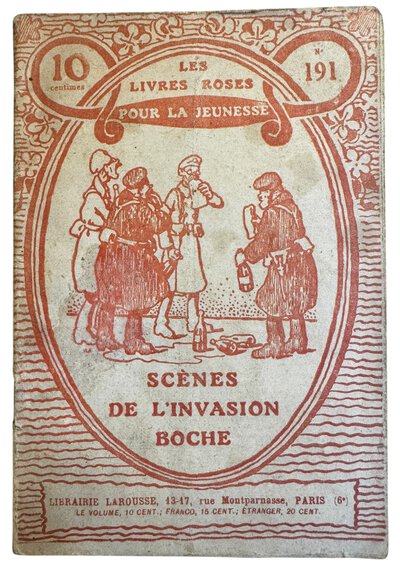 10
centimes
N°
191
LES
LIVRES ROSES
POUR LA JEUNESSE
SCÈNES
DE L'INVASION
BOCHE
LIBRAIRIE LAROUSSE, 13-17, rue Montparnasse, PARIS (6e)
LE VOLUME, 10 CENT.; FRANCO, 15 CENT.; ÉTRANGER, 20 CENT.